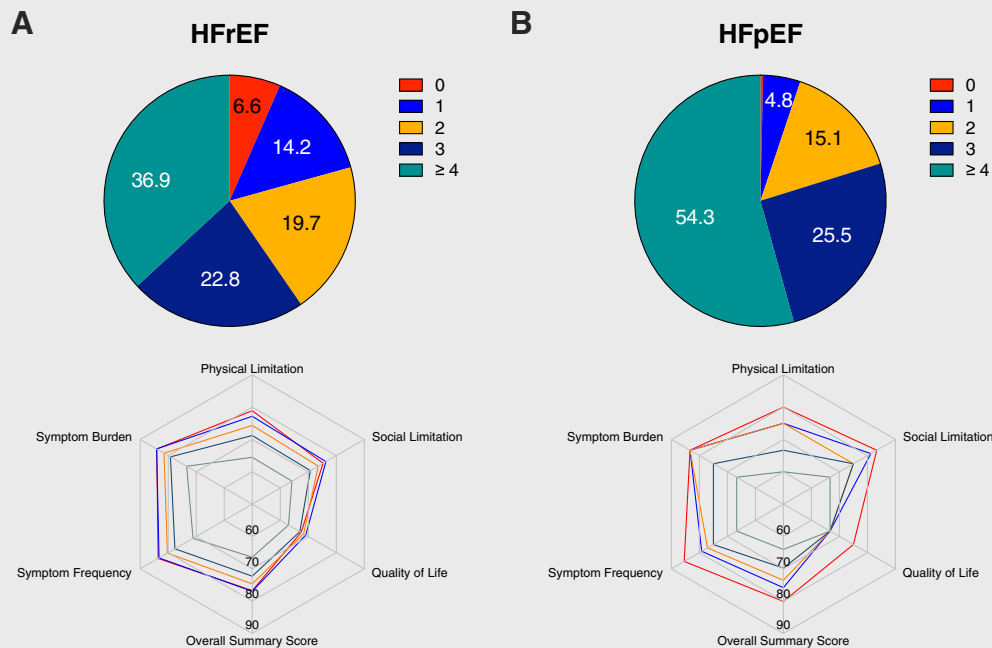 A
HFrEF
6.6
14.2
19.7
22.8
36.9
0
1
2
3
≥ 4
Physical Limitation
Symptom Burden
Social Limitation
60
70
80
90
Symptom Frequency
Quality of Life
Overall Summary Score
B
HFpEF
4.8
15.1
25.5
54.3
0
1
2
3
≥ 4
Physical Limitation
Symptom Burden
Social Limitation
60
70
80
90
Symptom Frequency
Quality of Life
Overall Summary Score